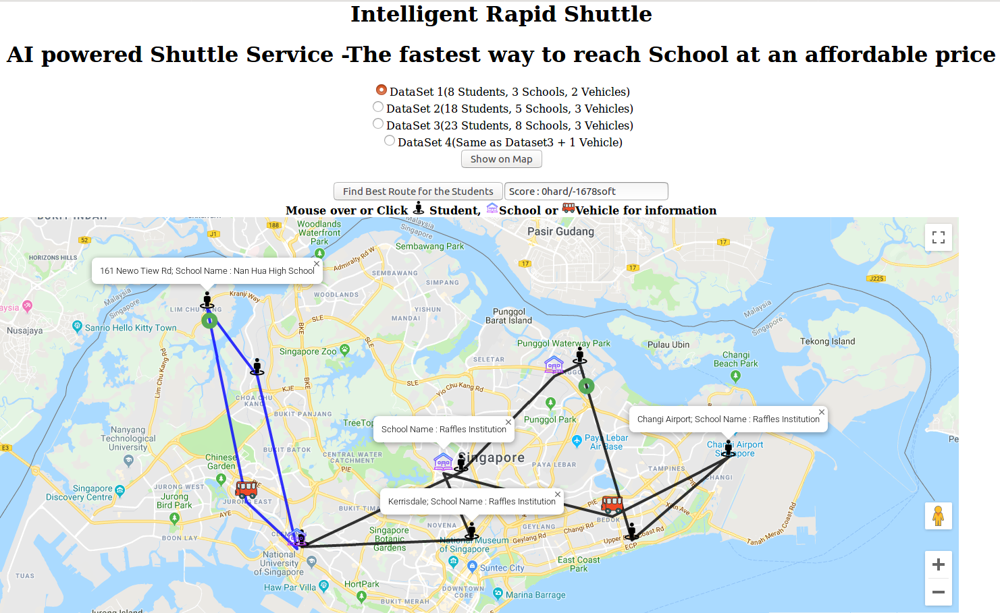 Intelligent Rapid Shuttle
AI powered Shuttle Service -The fastest way to reach School at an affordable price
DataSet 1(8 Students, 3 Schools, 2 Vehicles)
DataSet 2(18 Students, 5 Schools, 3 Vehicles)
DataSet 3(23 Students, 8 Schools, 3 Vehicles)
DataSet 4(Same as Dataset3 + 1 Vehicle)
Show on Map
Find Best Route for the Students
Score : 0hard/-1678soft
Mouse over or Click Student, School or Vehicle for information
Woodlands
Waterfront
Park
188
J1
52
Malaysia
Singapore
Pasir Gudang
17
Sembawang Park
HORIZONS HILLS
Admiralty Rd W
17
17
J225
161 Newo Tiew Rd; School Name : Nan Hua High School
×
SEMBAWANG
SIMPANG
Kranji Way
WOODLANDS
Malaysia
Singapore
LIM CHU
YISHUN
MANDAI
Punggol
Barat Island
Malaysia
Singapore
Nusajaya
Sanrio Hello Kitty Town
SLE
BKE
SLE
Punggol Waterway Park
Pulau Ubin
Tekong Island
Singapore Zoo
SELETAR
Changi
Beach Park
Lim Chu Kang Rd
KJE
BKE
SLE
Yio Chu Kang Rd
CHOA CHU
KANG
BUKIT PANJANG
Punggol Park
Changi Airport; School Name : Raffles Institution
×
Nanyang
Technological
University
TreeTop
School Name : Raffles Institution
×
Paya Lebar
Air Base
Changi Airport
Singapore
E3
BUKIT BATOK
CENTRAL WATER
CATCHMENT
PIE
Singapore
PAYA LEBAR
TAMPINES
CHANGI
Chinese
Garden
Singapore
Discovery Centre
JURONG WEST
Jurong
Bird Park
JURONG EAST
PIE
AYE
Kerrisdale; School Name : Raffles Institution
×
PIE
BEDOK
Xilin Ave
BOON LAY
NOVENA
GEYLANG
Singapore
Botanic
Gardens
National Museum
of Singapore
Geylang Rd
Changi Rd
ECP
Tanah Merah Coast Rd
National
University
of Singapore
Suntec City
East Coast
Park
TUAS
Haw Par Villa
HortPark
BUKIT MERAH
DOWNTOWN
CORE
Marina Barrage